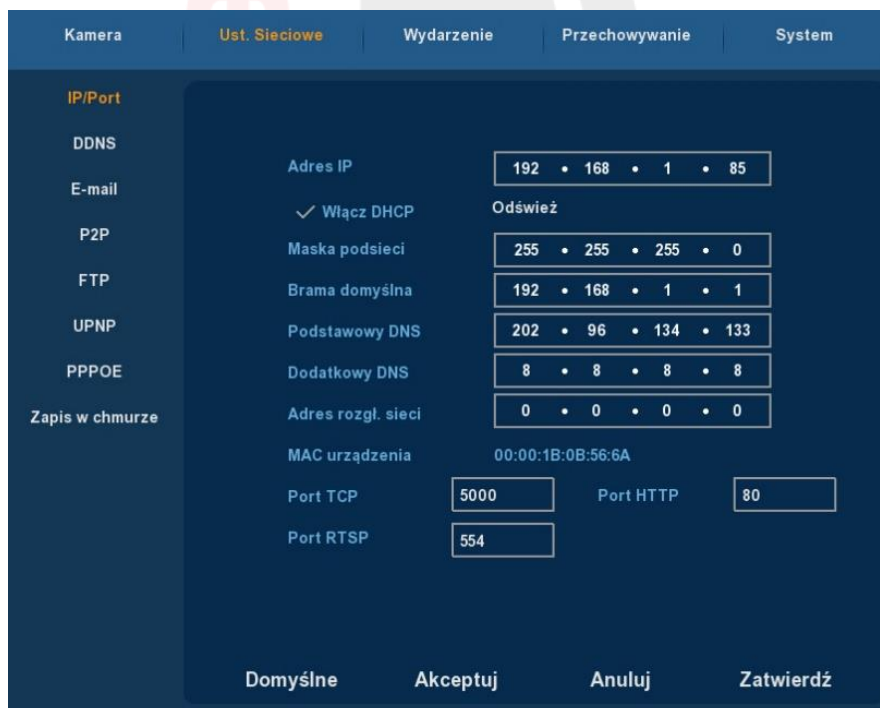 Kamera Ust. Sieciowe Wydarzenie Przechowywanie System
IP/Port
DDNS
E-mail
P2P
FTP
UPNP
PPPOE
Zapis w chmurze
Adres IP 192 • 168 • 1 • 85
✓ Włącz DHCP Odśwież
Maska podsieci 255 • 255 • 255 • 0
Brama domyślna 192 • 168 • 1 • 1
Podstawowy DNS 202 • 96 • 134 • 133
Dodatkowy DNS 8 • 8 • 8 • 8
Adres rozgł. sieci 0 • 0 • 0 • 0
MAC urządzenia 00:00:1B:0B:56:6A
Port TCP 5000 Port HTTP 80
Port RTSP 554
Domyślne Akceptuj Anuluj Zatwierdź